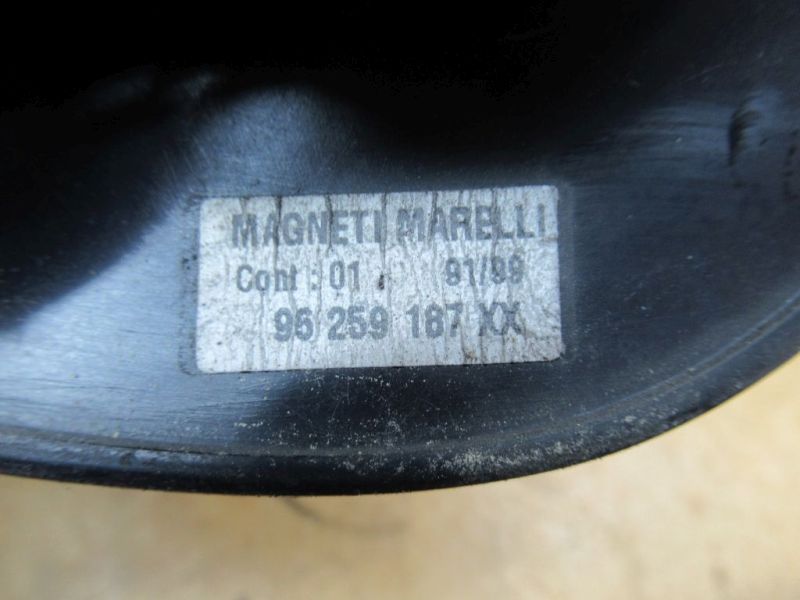 MAGNETI MARELLI
Cont : 01 . 91/99
96 259 187 XX